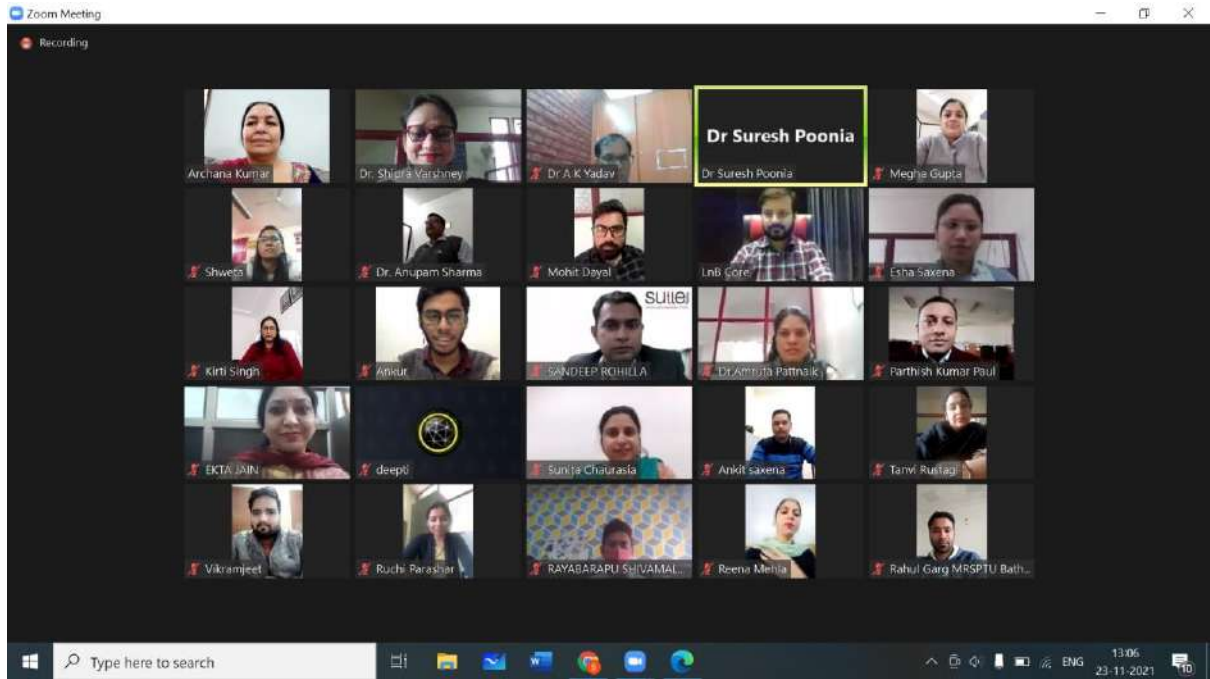 Zoom Meeting
Recording
Dr Suresh Poonia
Archana Kumar
Dr. Shipra Varshney
Dr A K Yadav
Dr Suresh Poonia
Megha Gupta
Shweta
Dr. Anupam Sharma
Mohit Dayal
LnB Core
Esha Saxena
Kirti Singh
Ankur
sutlej
SANDEEP ROHILLA
Dr.Amruta Pattnaik
Parthish Kumar Paul
EKTA JAIN
deepti
Sunita Chaurasia
Ankit saxena
Tanvi Rustagi
Vikramjeet
Ruchi Parashar
RAYABARAPU SHIVAMAL...
Reena Mehla
Rahul Garg MRSPTU Bath...
Type here to search
ENG
13:06
23-11-2021
10